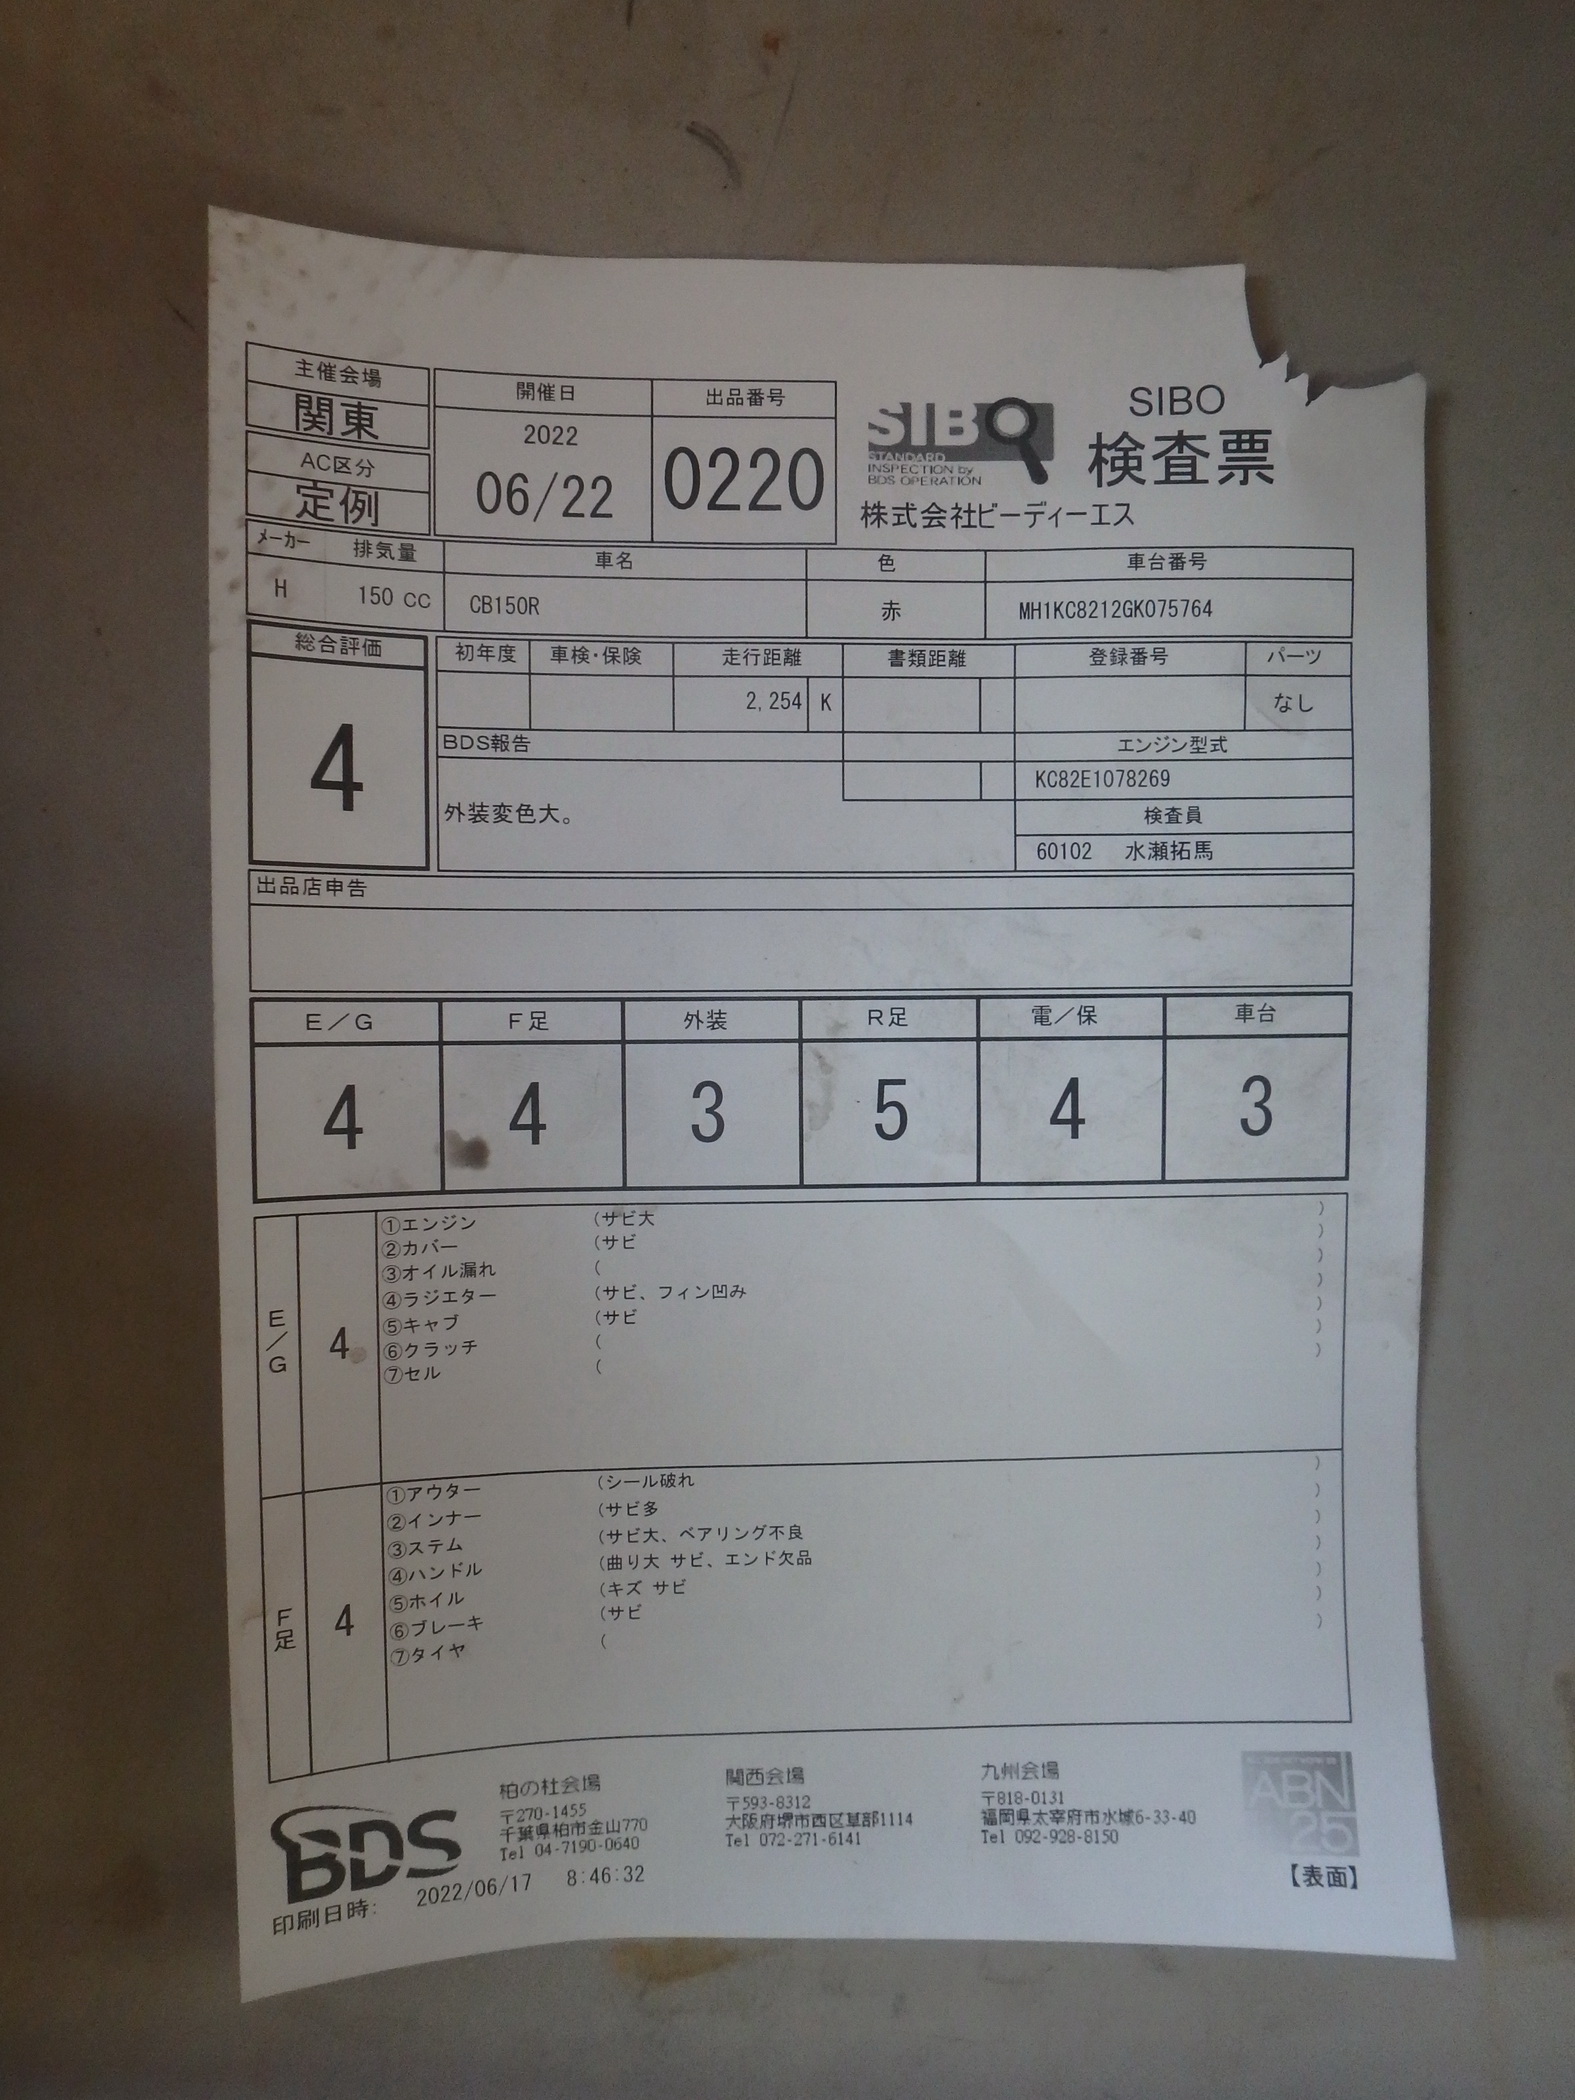 主催会場
関東
AC区分
定例
開催日
2022
06/22
出品番号
0220
SIBO
STANDARD
INSPECTION by
BDS OPERATION
SIBO
検査票
株式会社ビーディーエス
メーカー 排気量 車名 色 車台番号
H 150 CC CB150R 赤 MH1KC8212GK075764
総合評価
4
初年度 車検・保険 走行距離 書類距離 登録番号 パーツ
2,254 K なし
BDS報告
外装変色大。
エンジン型式
KC82E1078269
検査員
60102 水瀬拓馬
出品店申告
E/G F足 外装 R足 電/保 車台
4 4 3 5 4 3
E/G
4
①エンジン (サビ大 )
②カバー (サビ )
③オイル漏れ ( )
④ラジエター (サビ、フィン凹み )
⑤キャブ (サビ )
⑥クラッチ ( )
⑦セル ( )
F足
4
①アウター (シール破れ )
②インナー (サビ多 )
③ステム (サビ大、ベアリング不良 )
④ハンドル (曲り大 サビ、エンド欠品 )
⑤ホイル (キズ サビ )
⑥ブレーキ (サビ )
⑦タイヤ ( )
BDS
柏の杜会場
〒270-1455
千葉県柏市金山770
Tel 04-7190-0640
関西会場
〒593-8312
大阪府堺市西区草部1114
Tel 072-271-6141
九州会場
〒818-0131
福岡県太宰府市水城6-33-40
Tel 092-928-8150
ABN
25
【表面】
印刷日時: 2022/06/17 8:46:32